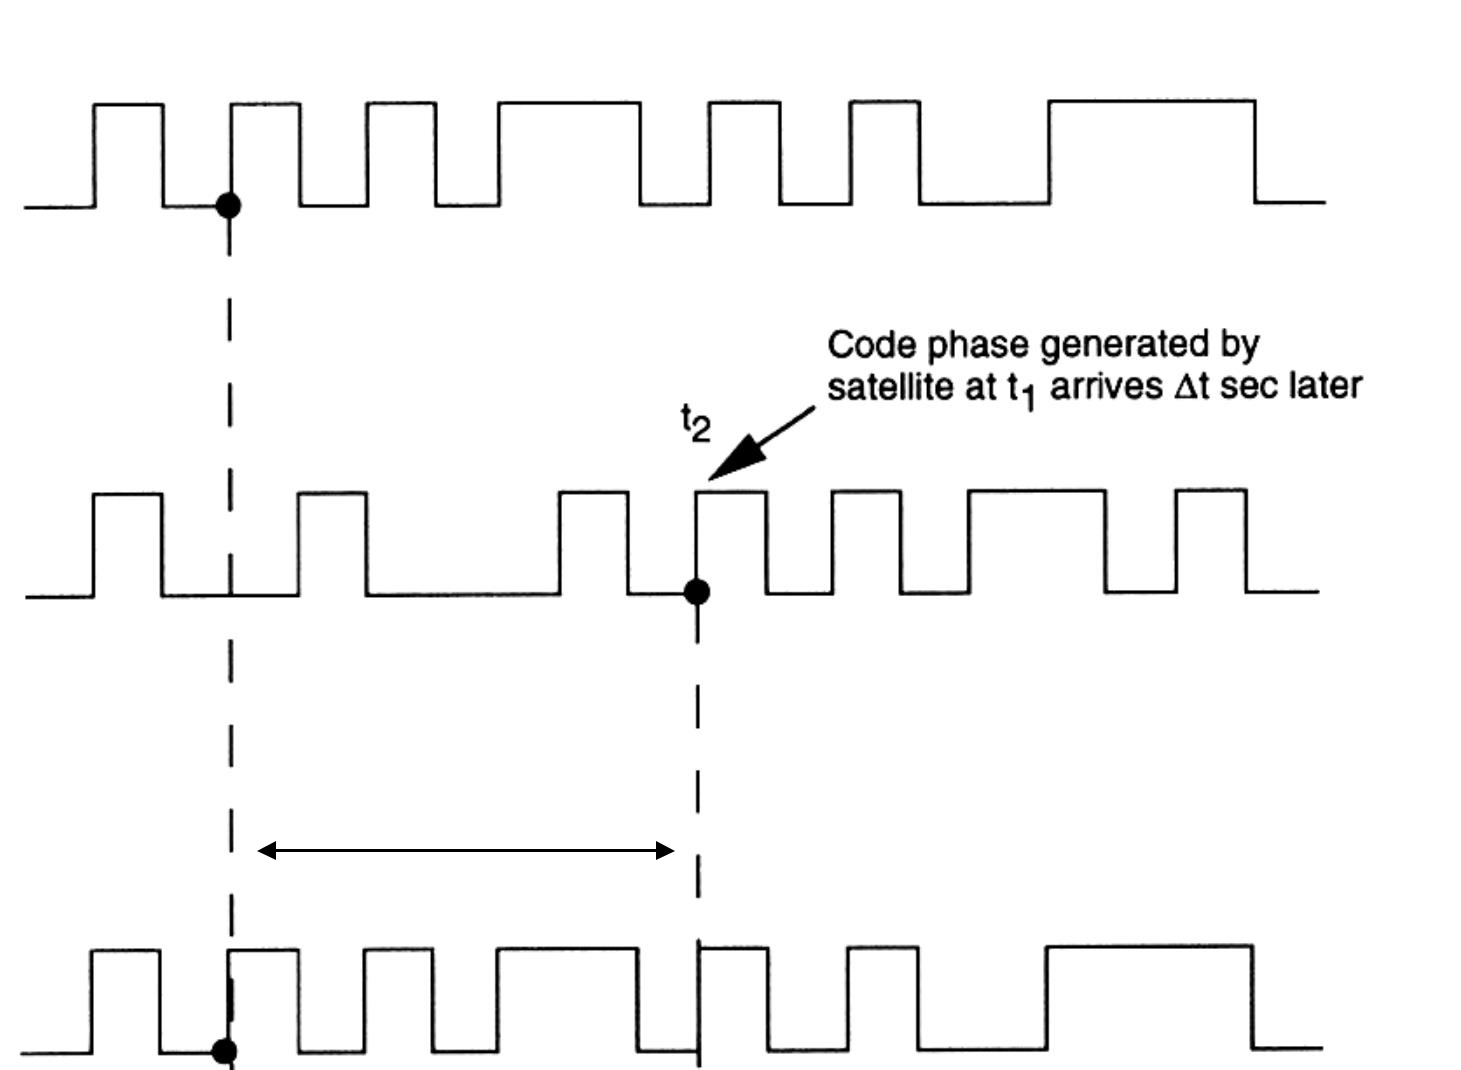 Code phase generated by
satellite at t₁ arrives Δt sec later
t₂